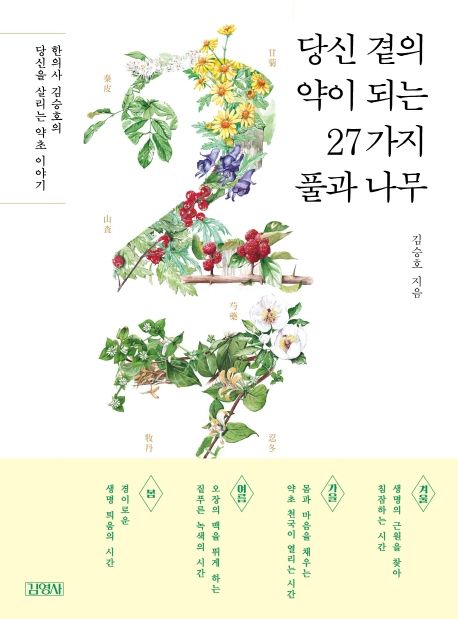 당신 곁의
약이 되는
27가지
풀과 나무
김승호 지음
한의사 김승호의
당신을 살리는 약초 이야기
甘菊
秦皮
山査
芍藥
牧丹
忍冬
겨울
생명의 근원을 찾아
침잠하는 시간
가을
몸과 마음을 채우는
약초 천국이 열리는 시간
여름
오장의 맥을 뛰게 하는
짙푸른 녹색의 시간
봄
경이로운
생명 틔움의 시간
김영사